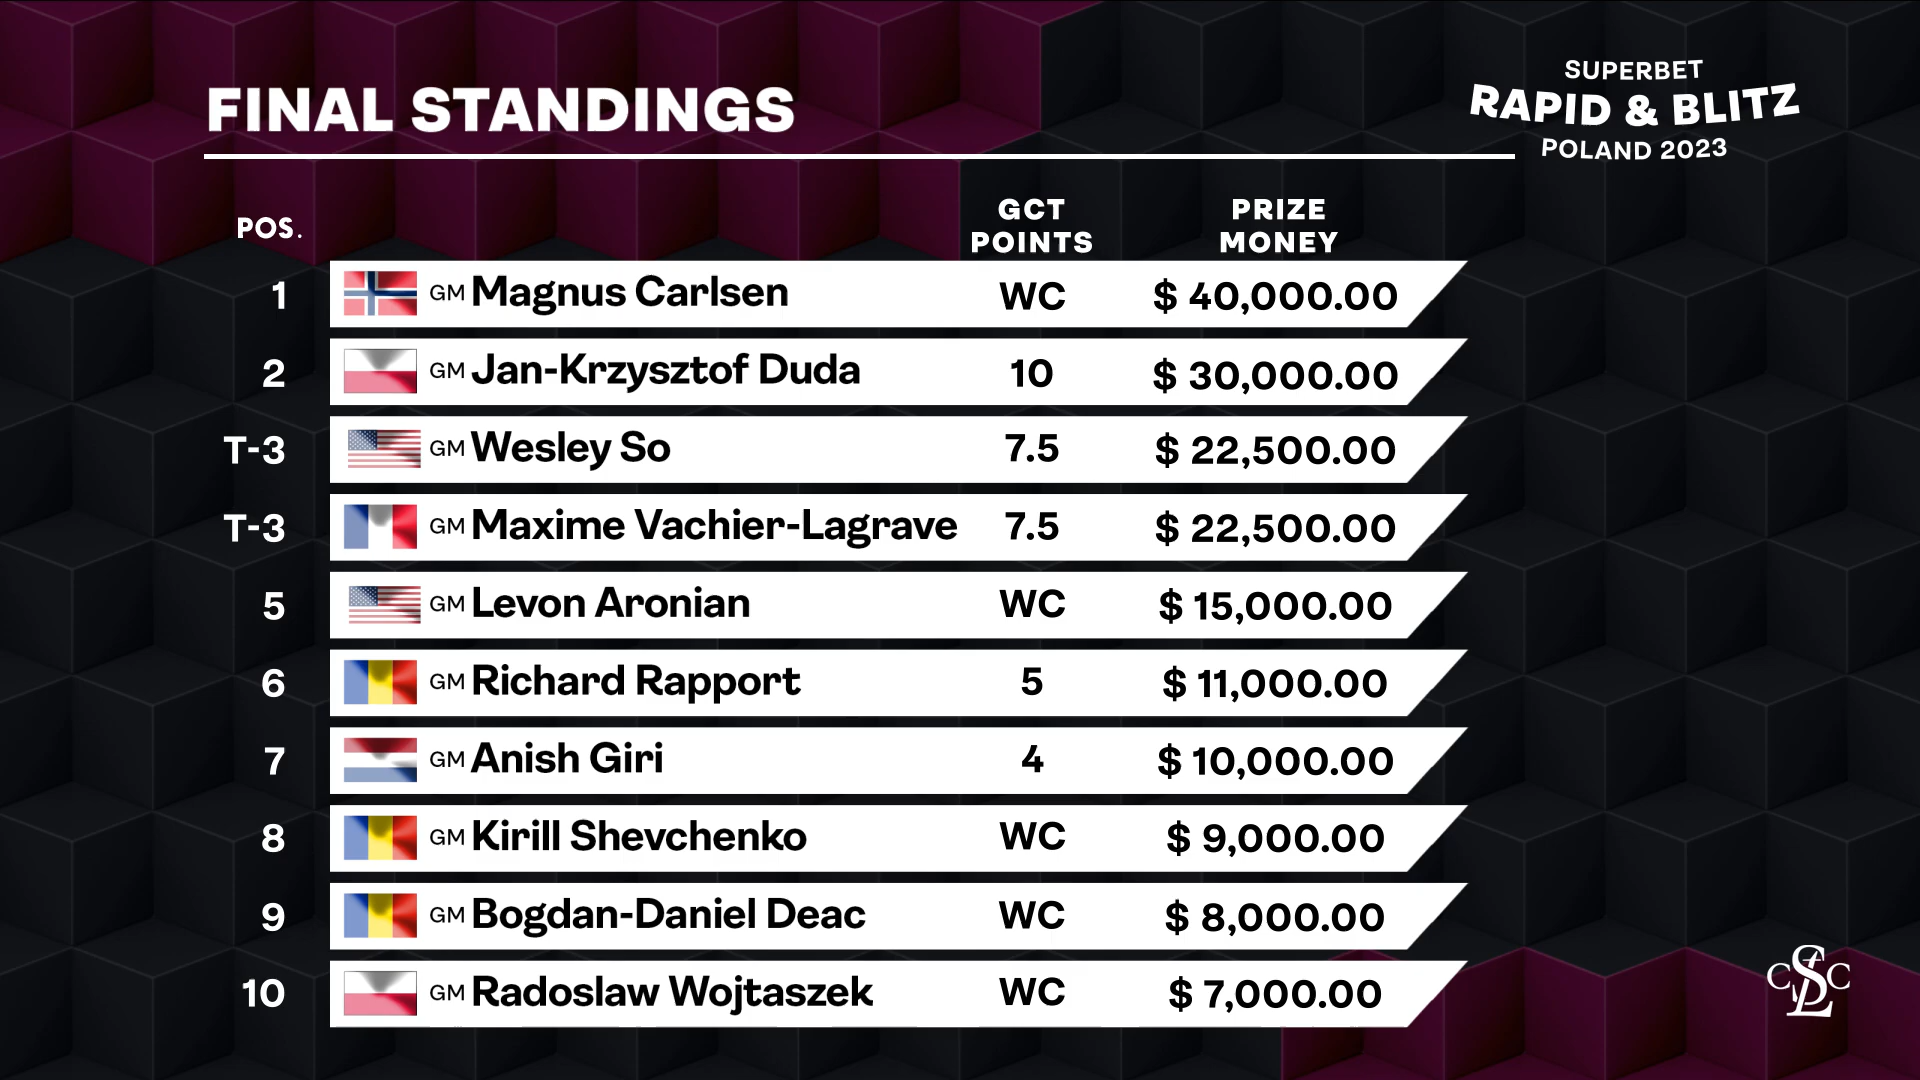 FINAL STANDINGS
SUPERBET
RAPID & BLITZ
POLAND 2023
POS. GCT POINTS PRIZE MONEY
1 GM Magnus Carlsen WC $ 40,000.00
2 GM Jan-Krzysztof Duda 10 $ 30,000.00
T-3 GM Wesley So 7.5 $ 22,500.00
T-3 GM Maxime Vachier-Lagrave 7.5 $ 22,500.00
5 GM Levon Aronian WC $ 15,000.00
6 GM Richard Rapport 5 $ 11,000.00
7 GM Anish Giri 4 $ 10,000.00
8 GM Kirill Shevchenko WC $ 9,000.00
9 GM Bogdan-Daniel Deac WC $ 8,000.00
10 GM Radoslaw Wojtaszek WC $ 7,000.00
CSTLC